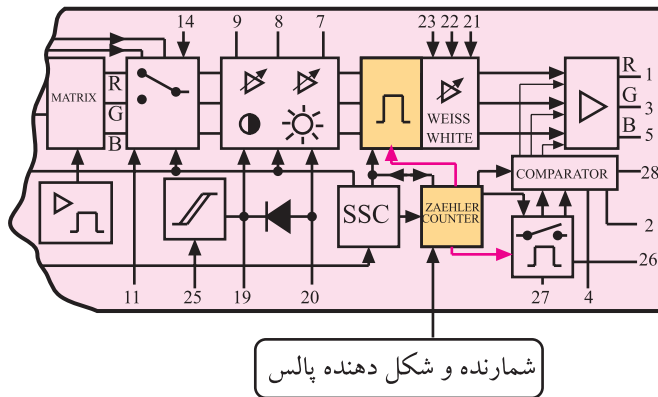 14 9 8 7 23 22 21
MATRIX R G B
WEISS
WHITE
R 1
G 3
B 5
COMPARATOR 28
SSC
ZAEHLER
COUNTER
2
26
11 25 19 20 27 4
شمارنده و شکل دهنده پالس